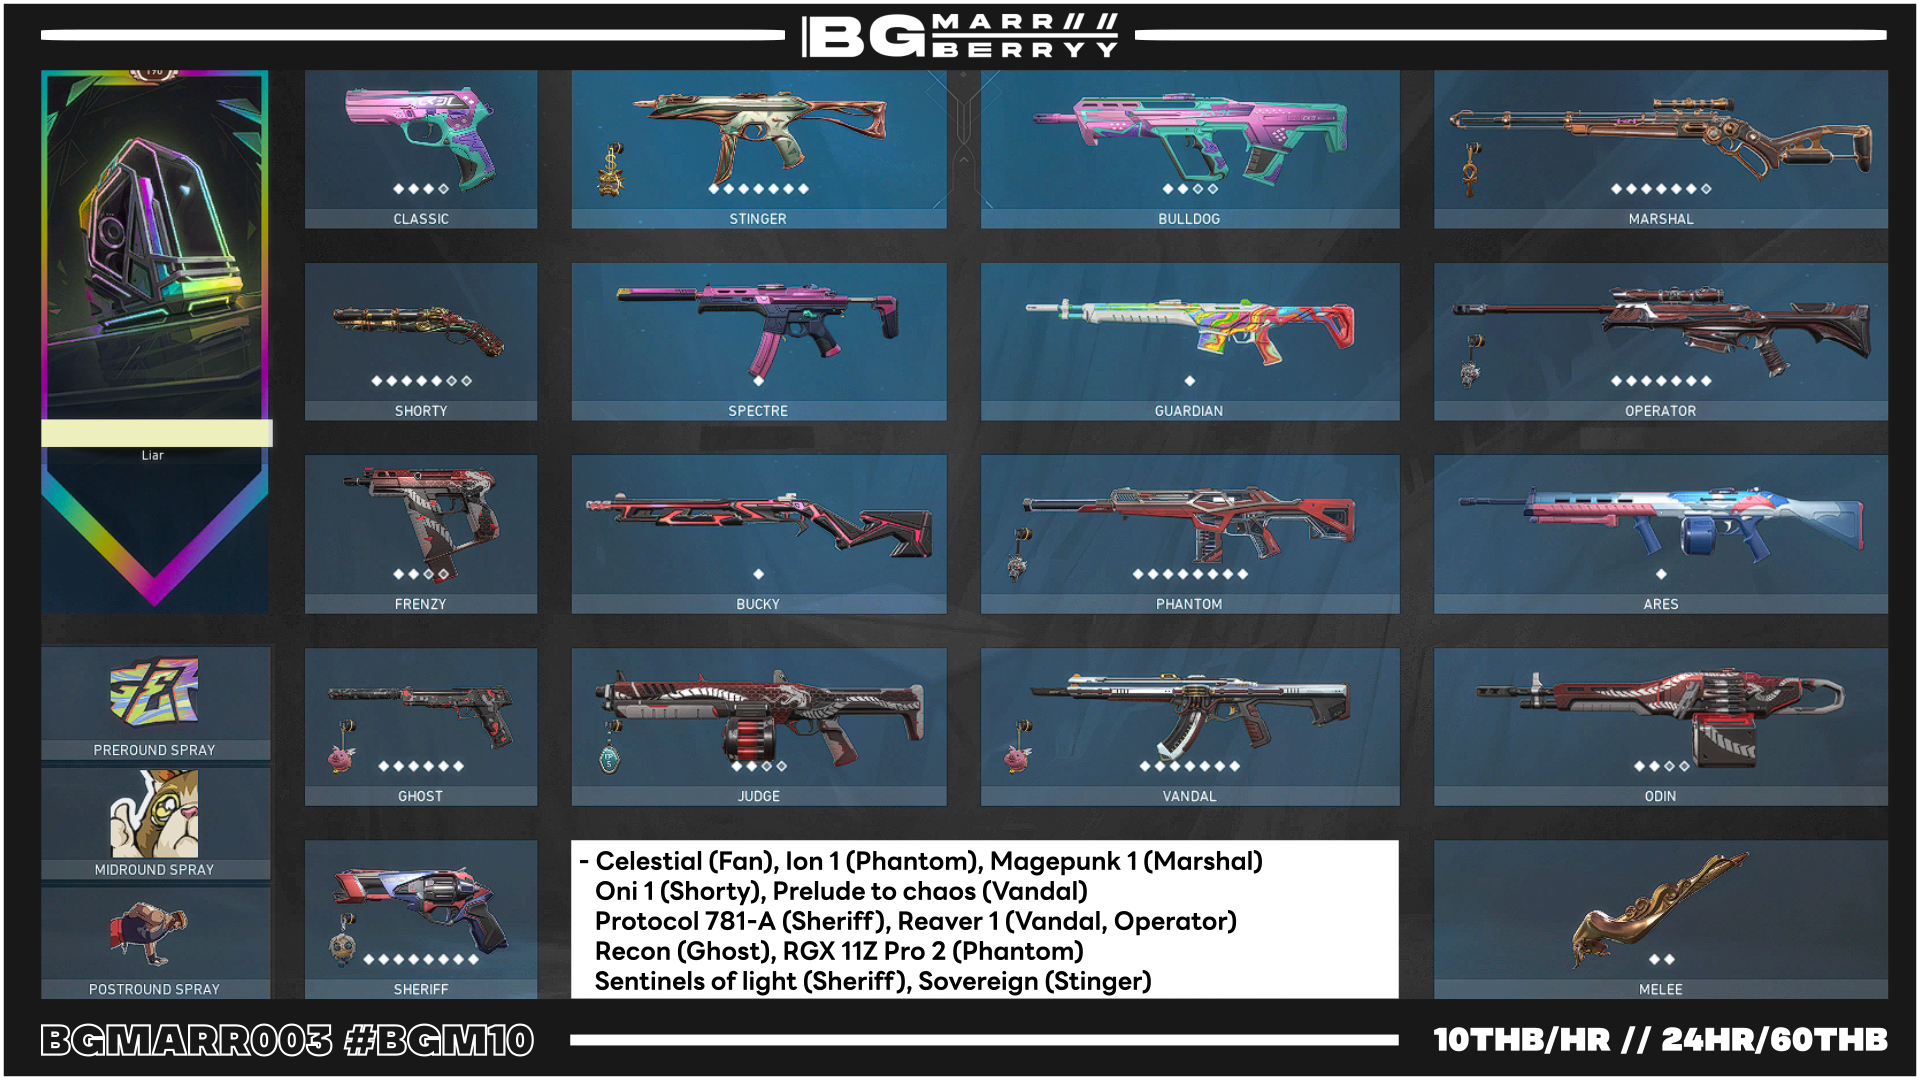 BG MARR// //
BERRYY
190
Liar
CLASSIC
STINGER
BULLDOG
MARSHAL
SHORTY
SPECTRE
GUARDIAN
OPERATOR
FRENZY
BUCKY
PHANTOM
ARES
PREROUND SPRAY
GHOST
JUDGE
VANDAL
ODIN
MIDROUND SPRAY
POSTROUND SPRAY
SHERIFF
- Celestial (Fan), Ion 1 (Phantom), Magepunk 1 (Marshal)
Oni 1 (Shorty), Prelude to chaos (Vandal)
Protocol 781-A (Sheriff), Reaver 1 (Vandal, Operator)
Recon (Ghost), RGX 11Z Pro 2 (Phantom)
Sentinels of light (Sheriff), Sovereign (Stinger)
MELEE
BGMARR003 #BGM10
10THB/HR // 24HR/60THB